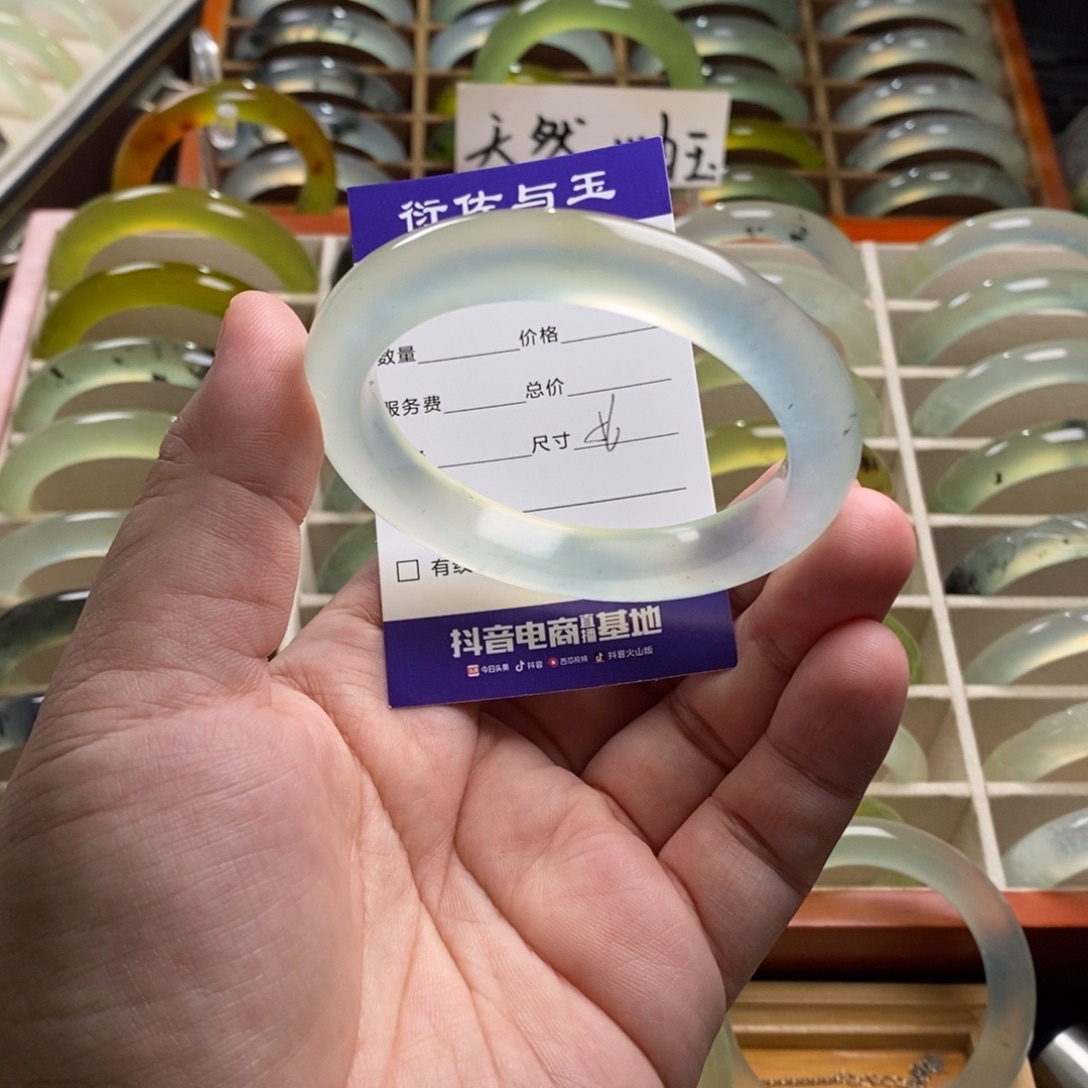 天然
衍佐与玉
数量 价格
服务费 总价
尺寸
有纹
抖音电商直播基地
今日头条 抖音 西瓜视频 抖音火山版